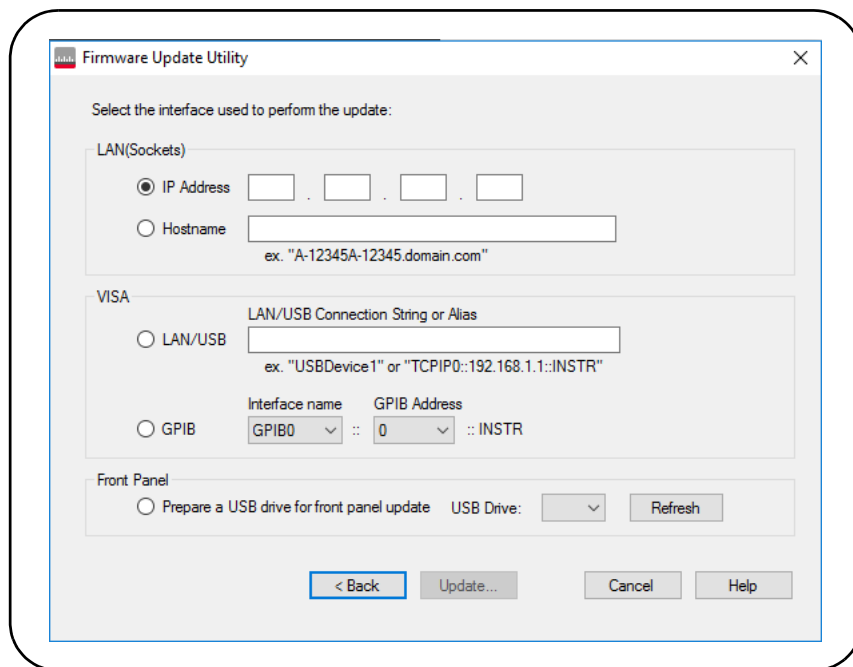 Firmware Update Utility
Select the interface used to perform the update:
LAN(Sockets)
IP Address . . .
Hostname
ex. "A-12345A-12345.domain.com"
VISA
LAN/USB Connection String or Alias
LAN/USB
ex. "USBDevice1" or "TCPIP0::192.168.1.1::INSTR"
Interface name GPIB Address
GPIB GPIB0 :: 0 :: INSTR
Front Panel
Prepare a USB drive for front panel update USB Drive: Refresh
< Back Update... Cancel Help